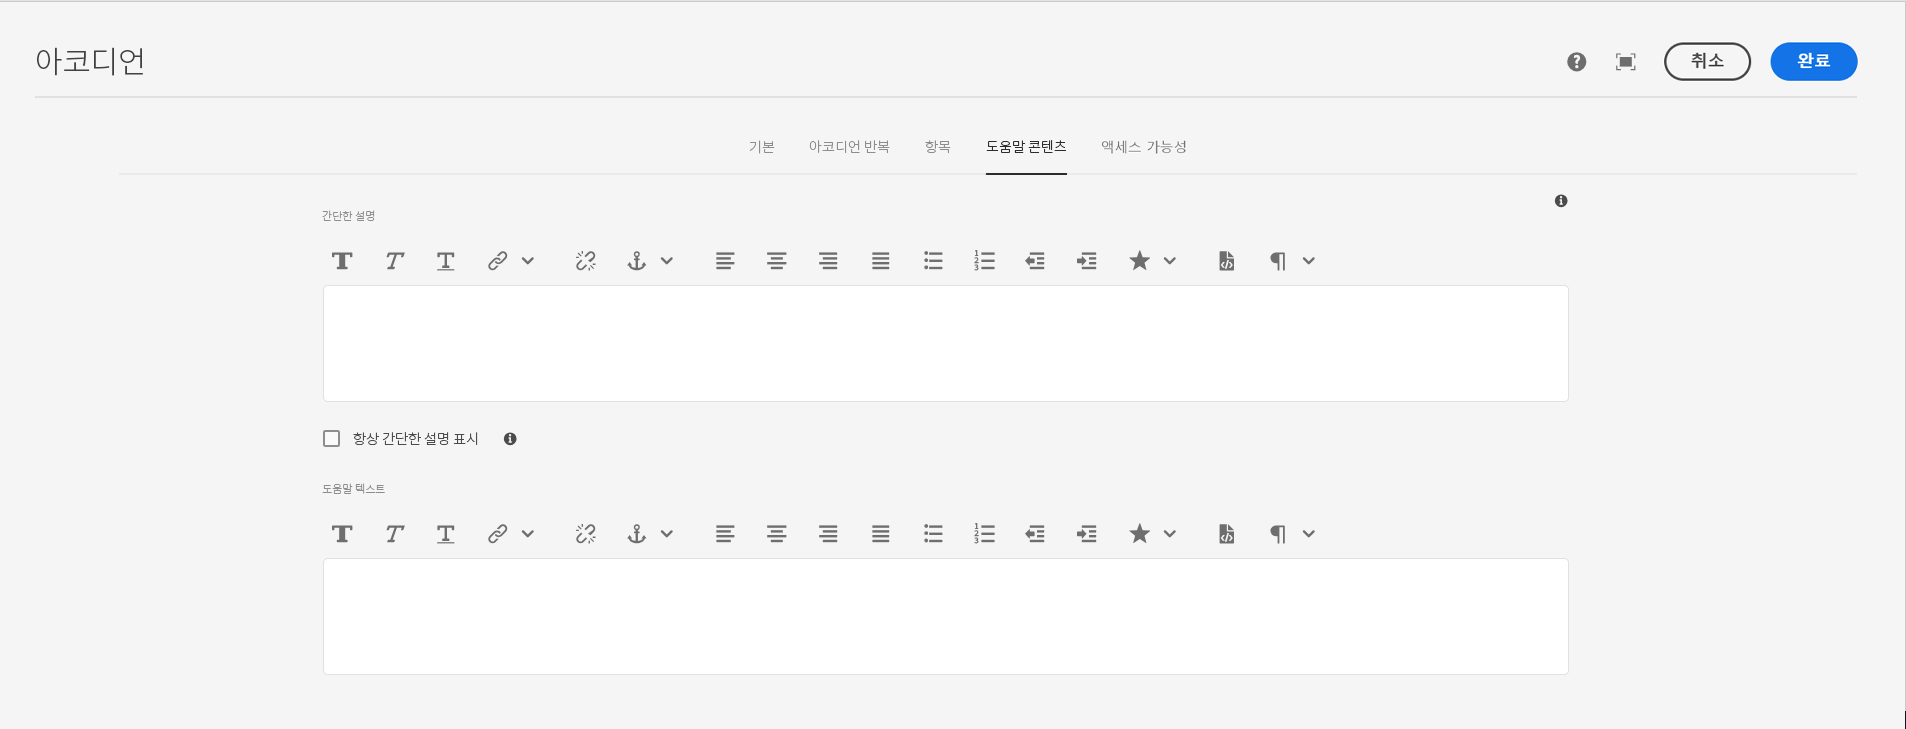 아코디언
취소 완료
기본 아코디언 반복 항목 도움말 콘텐츠 액세스 가능성
간단한 설명
항상 간단한 설명 표시
도움말 텍스트